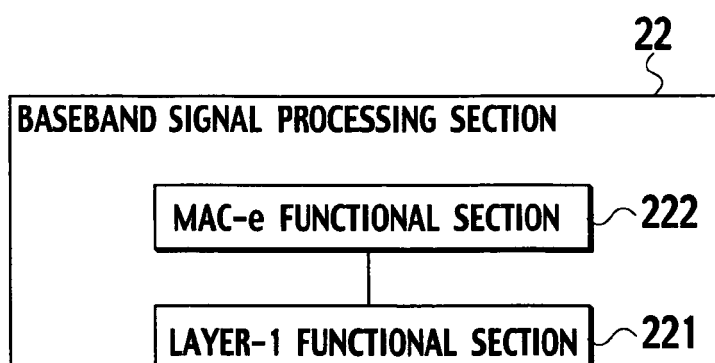 22
BASEBAND SIGNAL PROCESSING SECTION
MAC-e FUNCTIONAL SECTION
222
LAYER-1 FUNCTIONAL SECTION
221